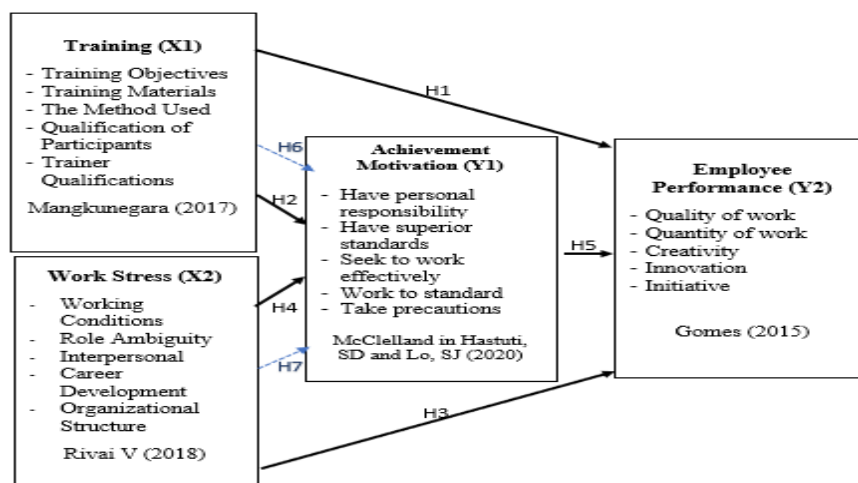 Training (X1)
- Training Objectives
- Training Materials
- The Method Used
- Qualification of
Participants
- Trainer
Qualifications
Mangkunegara (2017)
Work Stress (X2)
- Working
Conditions
- Role Ambiguity
- Interpersonal
- Career
Development
- Organizational
Structure
Rivai V (2018)
H1
H6
H2
H4
H7
H3
Achievement
Motivation (Y1)
- Have personal
responsibility
- Have superior
standards
- Seek to work
effectively
- Work to standard
- Take precautions
McClelland in Hastuti,
SD and Lo, SJ (2020)
H5
Employee
Performance (Y2)
- Quality of work
- Quantity of work
- Creativity
- Innovation
- Initiative
Gomes (2015)